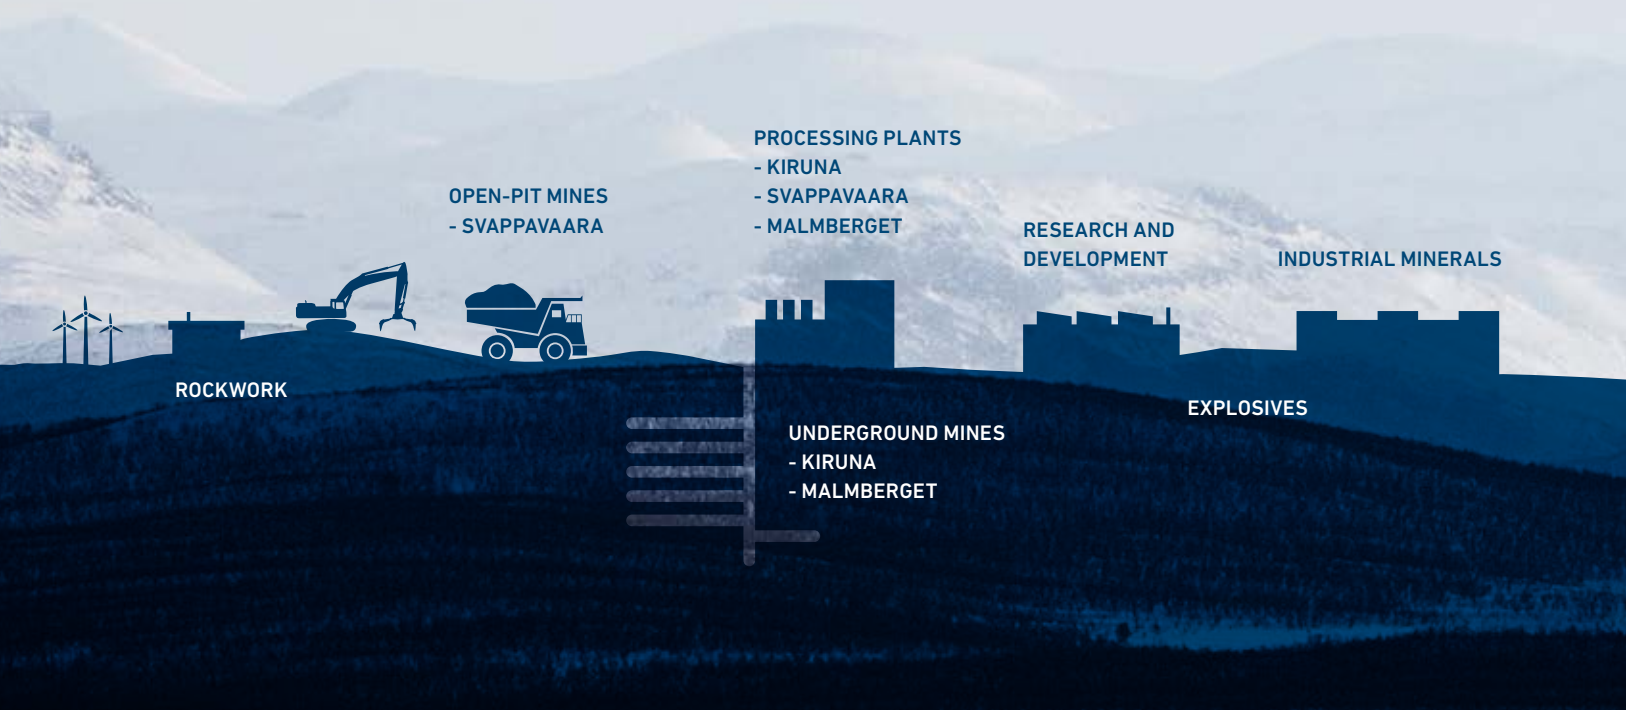 OPEN-PIT MINES
- SVAPPAVAARA
PROCESSING PLANTS
- KIRUNA
- SVAPPAVAARA
- MALMBERGET
RESEARCH AND
DEVELOPMENT
INDUSTRIAL MINERALS
ROCKWORK
UNDERGROUND MINES
- KIRUNA
- MALMBERGET
EXPLOSIVES